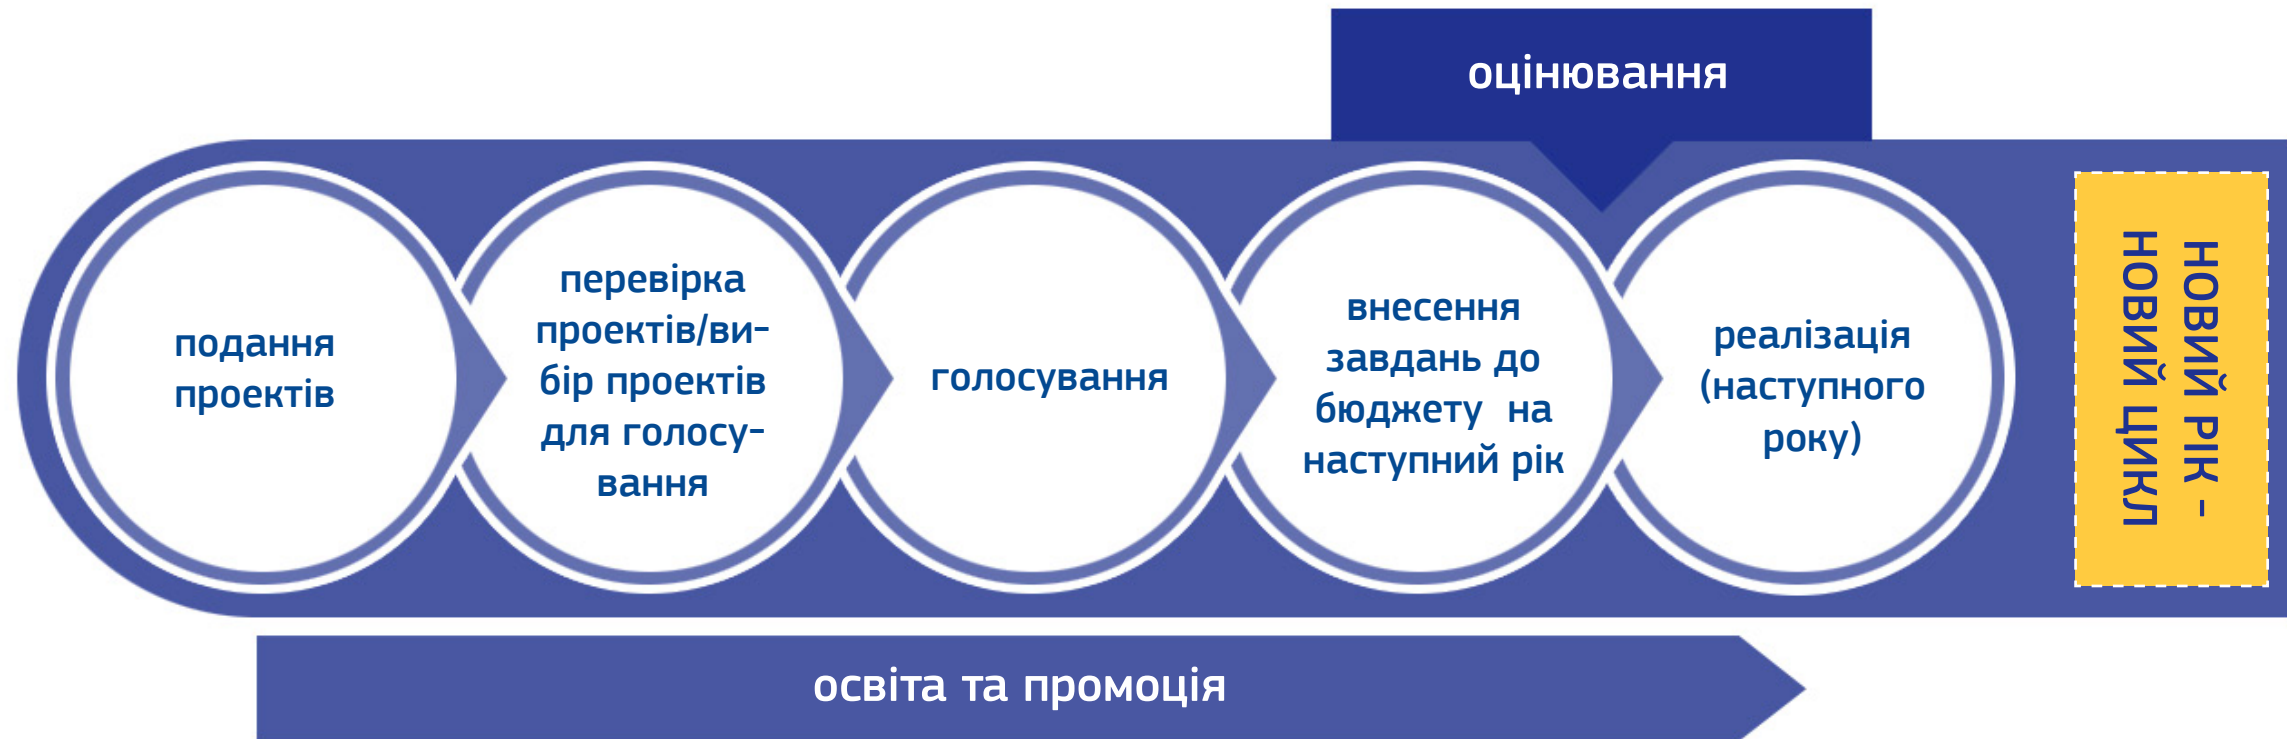 оцінювання
подання
проектів
перевірка
проектів/ви-
бір проектів
для голосу-
вання
голосування
внесення
завдань до
бюджету на
наступний рік
реалізація
(наступного
року)
НОВИЙ РІК -
НОВИЙ ЦИКЛ
освіта та промоція